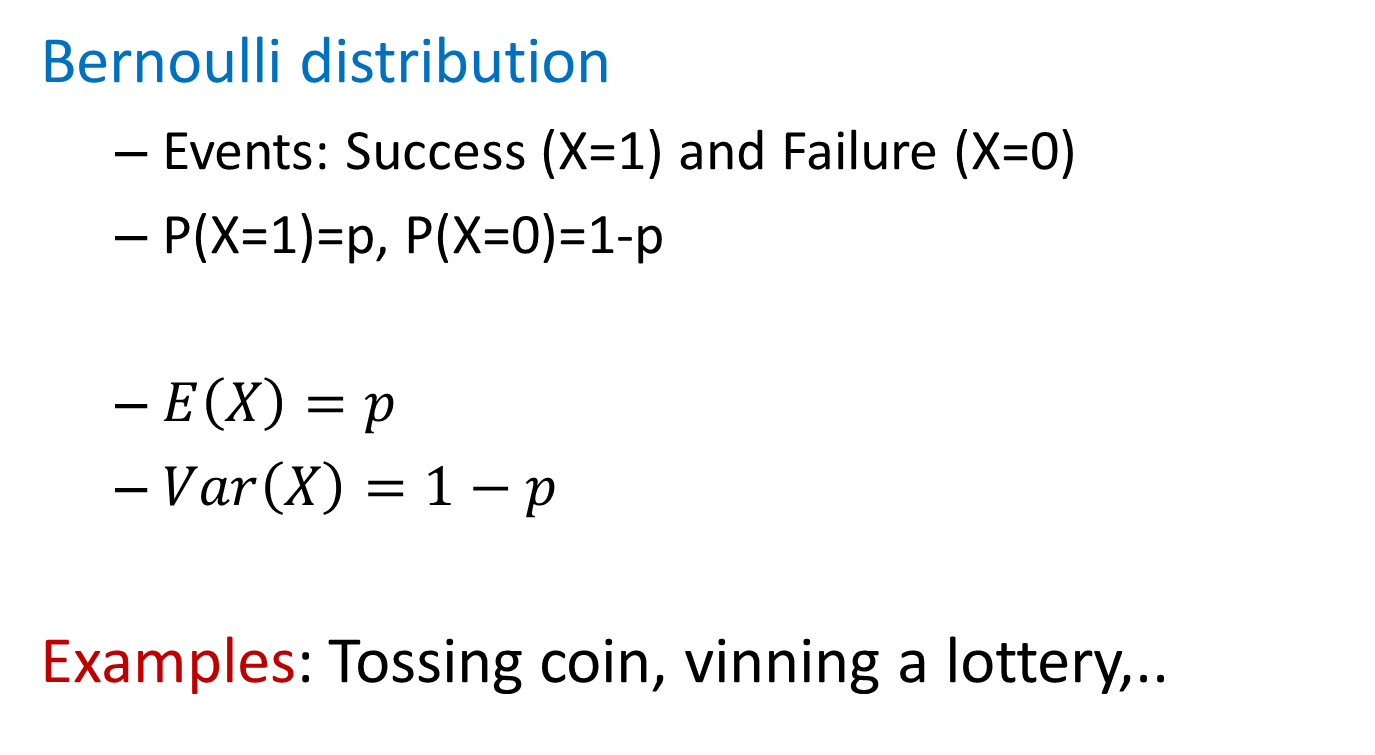 Bernoulli distribution
– Events: Success (X=1) and Failure (X=0)
– P(X=1)=p, P(X=0)=1-p
– E(X) = p
– Var(X) = 1 − p
Examples: Tossing coin, vinning a lottery,..